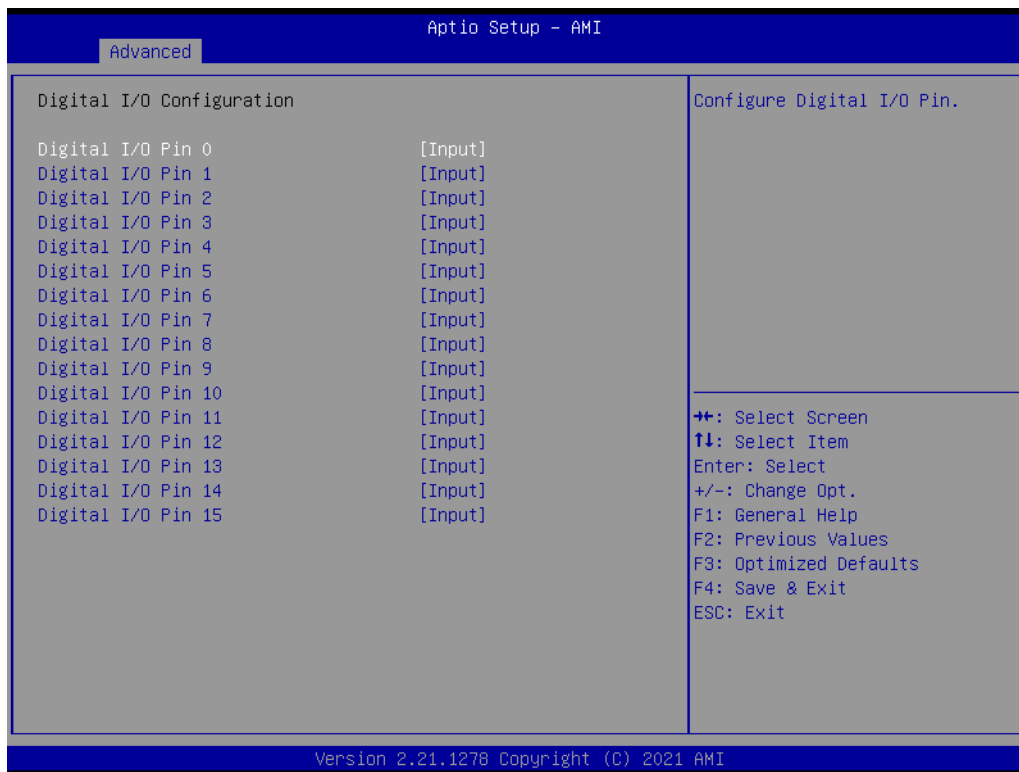 Aptio Setup – AMI
Advanced
Digital I/O Configuration
Digital I/O Pin 0 [Input]
Digital I/O Pin 1 [Input]
Digital I/O Pin 2 [Input]
Digital I/O Pin 3 [Input]
Digital I/O Pin 4 [Input]
Digital I/O Pin 5 [Input]
Digital I/O Pin 6 [Input]
Digital I/O Pin 7 [Input]
Digital I/O Pin 8 [Input]
Digital I/O Pin 9 [Input]
Digital I/O Pin 10 [Input]
Digital I/O Pin 11 [Input]
Digital I/O Pin 12 [Input]
Digital I/O Pin 13 [Input]
Digital I/O Pin 14 [Input]
Digital I/O Pin 15 [Input]
Configure Digital I/O Pin.
→←: Select Screen
↑↓: Select Item
Enter: Select
+/-: Change Opt.
F1: General Help
F2: Previous Values
F3: Optimized Defaults
F4: Save & Exit
ESC: Exit
Version 2.21.1278 Copyright (C) 2021 AMI